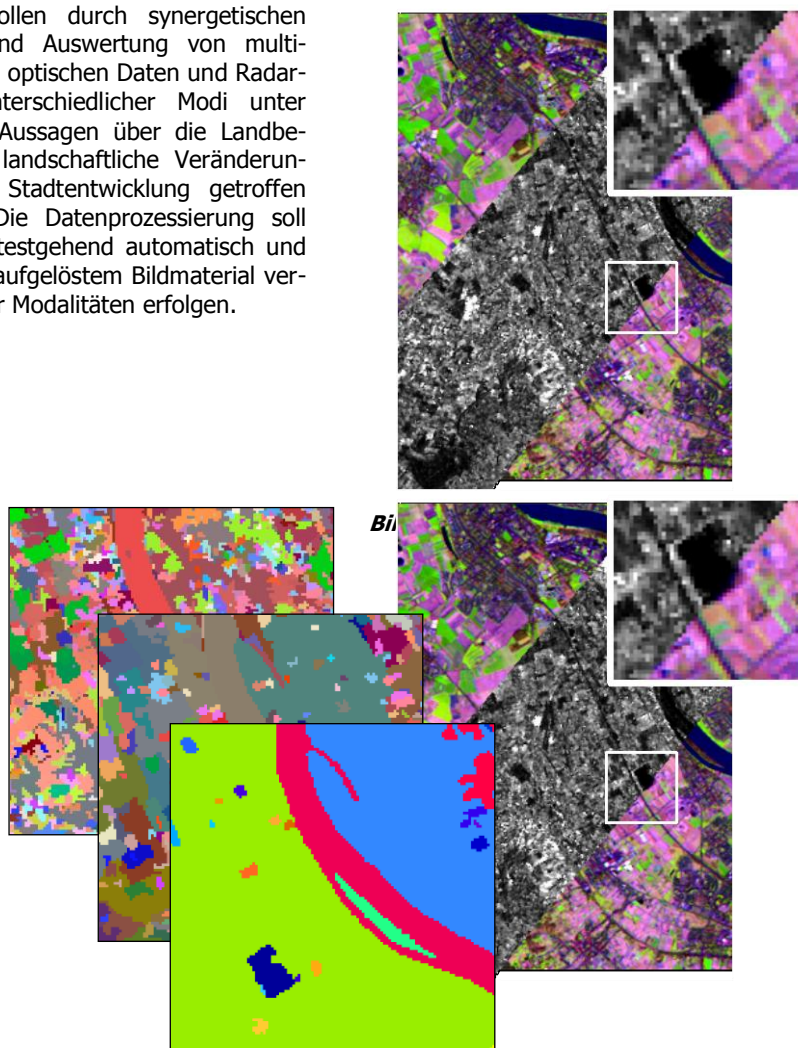 ollen durch synergetischen
nd Auswertung von multi-
optischen Daten und Radar-
nterschiedlicher Modi unter
Aussagen über die Landbe-
landschaftliche Veränderun-
Stadtentwicklung getroffen
Die Datenprozessierung soll
testgehend automatisch und
aufgelöstem Bildmaterial ver-
r Modalitäten erfolgen.
Bil